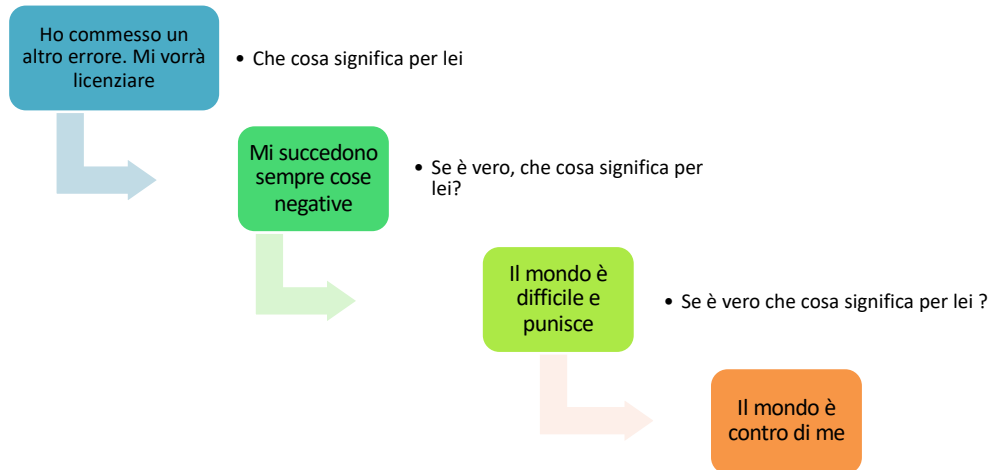 Ho commesso un
altro errore. Mi vorrà
licenziare
• Che cosa significa per lei
Mi succedono
sempre cose
negative
• Se è vero, che cosa significa per
lei?
Il mondo è
difficile e
punisce
• Se è vero che cosa significa per lei ?
Il mondo è
contro di me